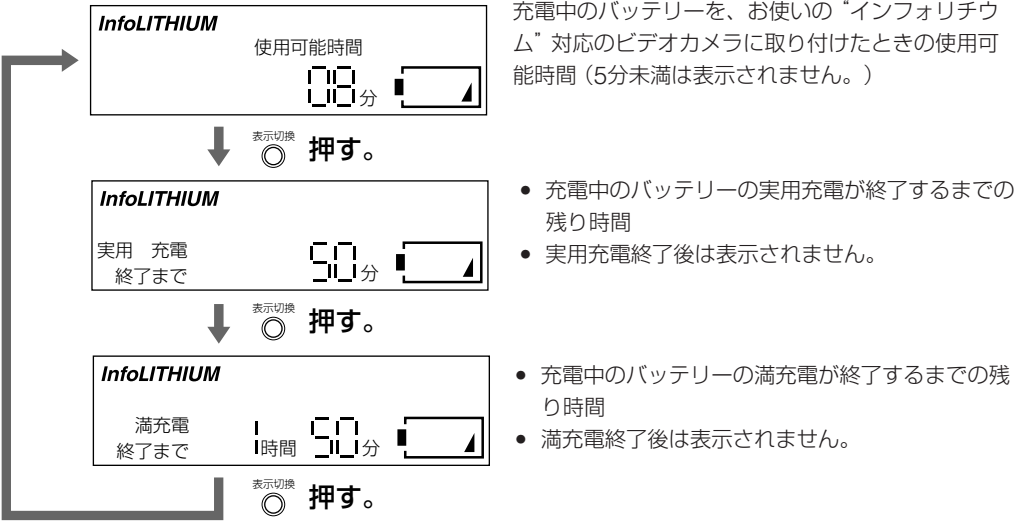 InfoLITHIUM
使用可能時間
08分
充電中のバッテリーを、お使いの“インフォリチウ
ム”対応のビデオカメラに取り付けたときの使用可
能時間（5分未満は表示されません。）
表示切換
押す。
InfoLITHIUM
実用 充電
終了まで
50分
• 充電中のバッテリーの実用充電が終了するまでの
残り時間
• 実用充電終了後は表示されません。
表示切換
押す。
InfoLITHIUM
満充電
終了まで
1時間 50分
• 充電中のバッテリーの満充電が終了するまでの残
り時間
• 満充電終了後は表示されません。
表示切換
押す。